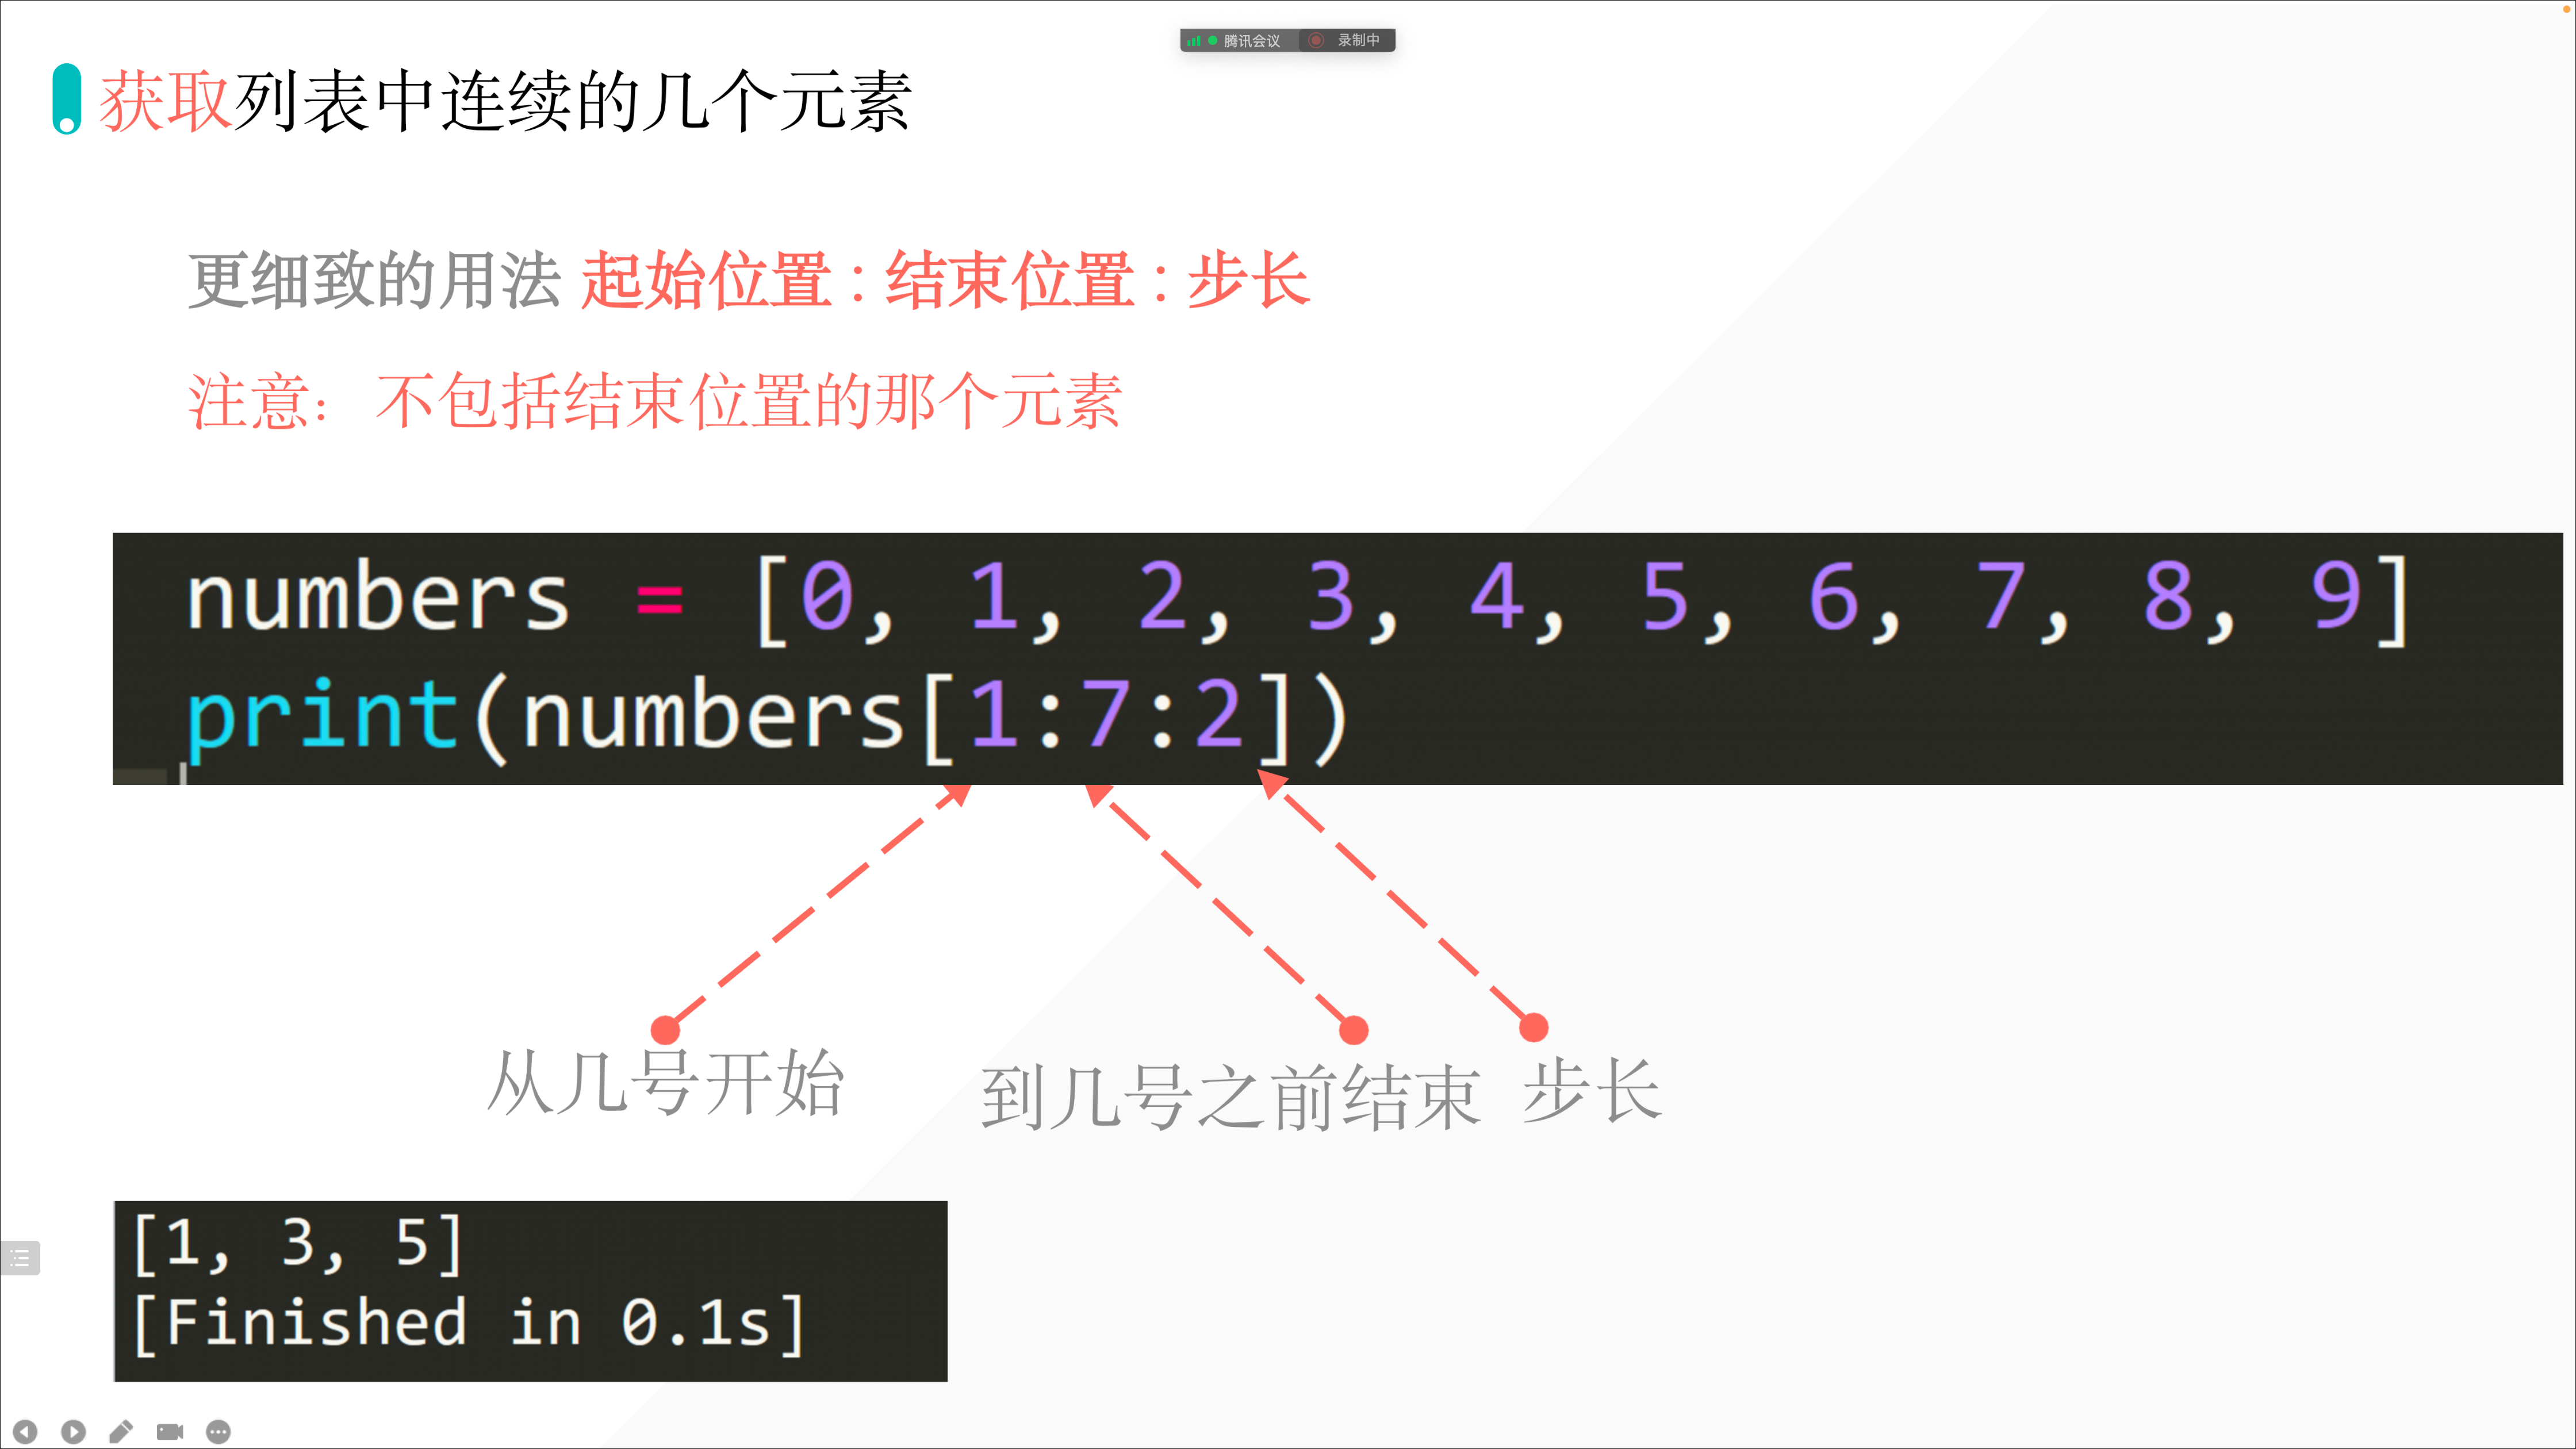 腾讯会议 录制中
获取列表中连续的几个元素
更细致的用法 起始位置:结束位置:步长
注意：不包括结束位置的那个元素
numbers = [0, 1, 2, 3, 4, 5, 6, 7, 8, 9]
print(numbers[1:7:2])
从几号开始
到几号之前结束
步长
[1, 3, 5]
[Finished in 0.1s]